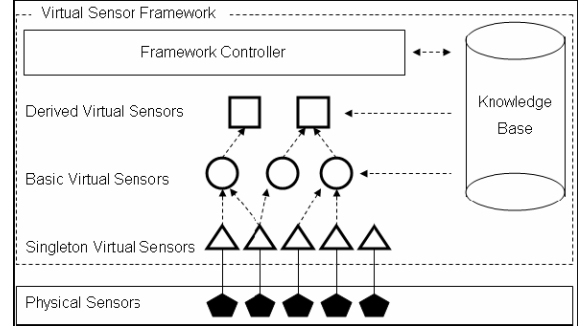 Virtual Sensor Framework
Framework Controller
Knowledge
Base
Derived Virtual Sensors
Basic Virtual Sensors
Singleton Virtual Sensors
Physical Sensors